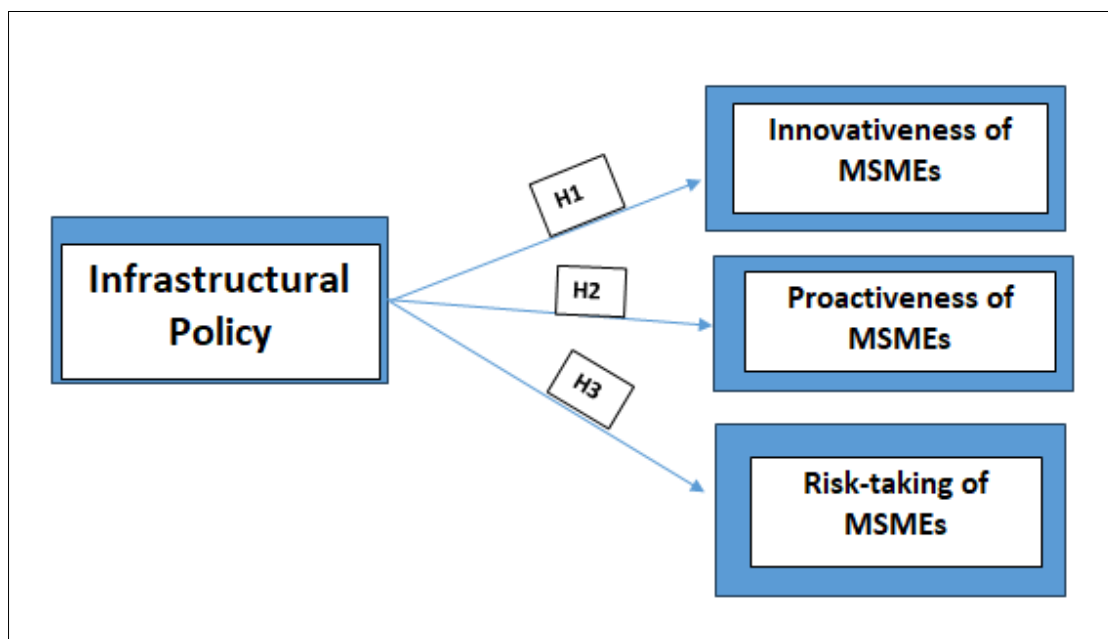 Infrastructural
Policy
H1
H2
H3
Innovativeness of
MSMEs
Proactiveness of
MSMEs
Risk-taking of
MSMEs